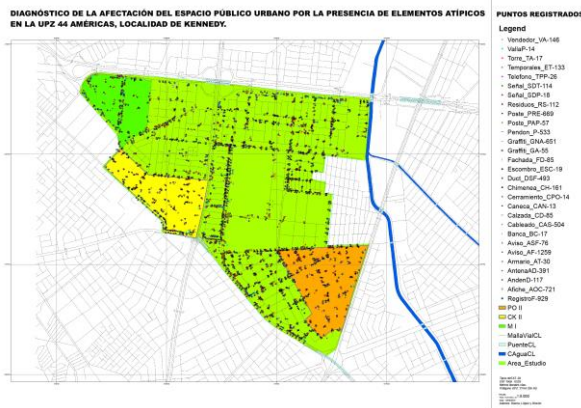 DIAGNÓSTICO DE LA AFECTACIÓN DEL ESPACIO PÚBLICO URBANO POR LA PRESENCIA DE ELEMENTOS ATÍPICOS
EN LA UPZ 44 AMÉRICAS, LOCALIDAD DE KENNEDY.
PUNTOS REGISTRADOS
Legend
Vendedor_VA-146
VallaP-14
Torre_TA-17
Temporales_ET-133
Telefono_TPP-26
Señal_SDT-114
Señal_SDP-18
Residuos_RS-112
Poste_PRE-669
Poste_PAP-57
Pendon_P-533
Graffiti_GNA-651
Graffiti_GA-55
Fachada_FD-85
Escombro_ESC-19
Duct_DSF-493
Chimenea_CH-161
Cerramiento_CPO-14
Caneca_CAN-13
Calzada_CD-85
Cableado_CAS-504
Banca_BC-17
Aviso_ASF-76
Aviso_AF-1259
Armario_AT-30
AntenaAD-391
AndenD-117
Afiche_AOC-721
RegistroF-929
PO II
CK II
M I
MallaVialCL
PuenteCL
CAguaCL
Area_Estudio